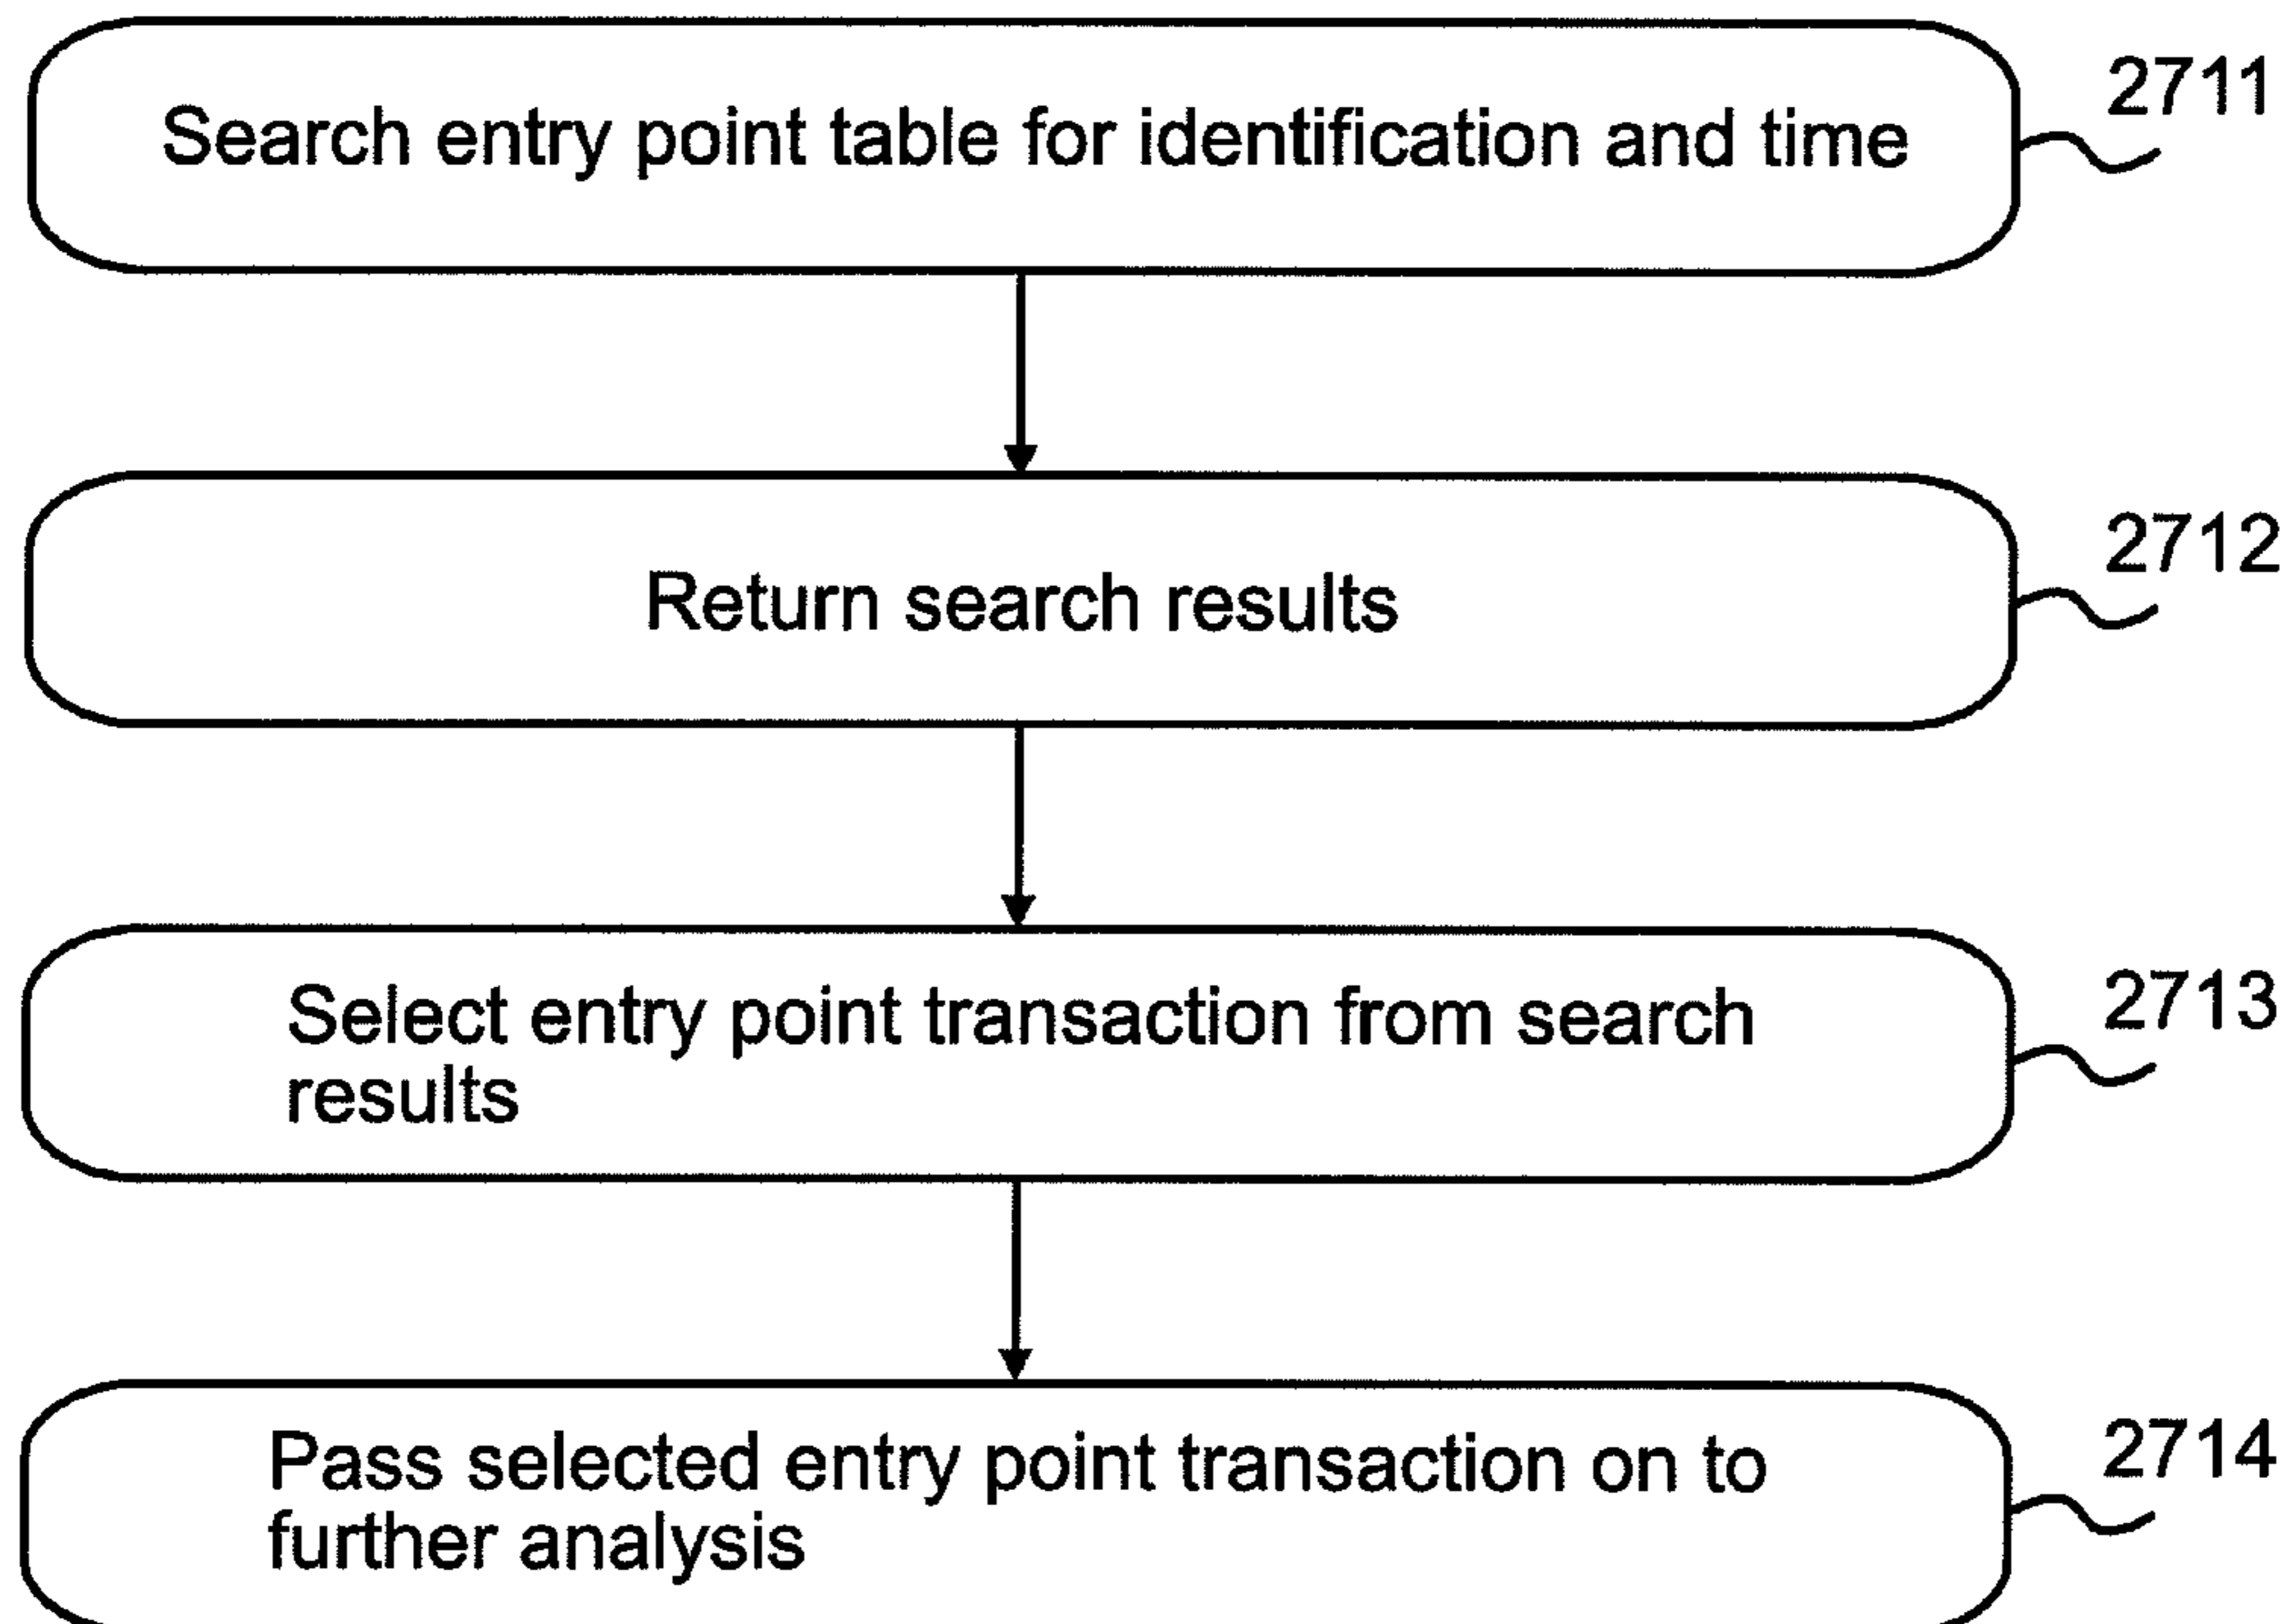 2711
Search entry point table for identification and time
2712
Return search results
2713
Select entry point transaction from search
results
2714
Pass selected entry point transaction on to
further analysis